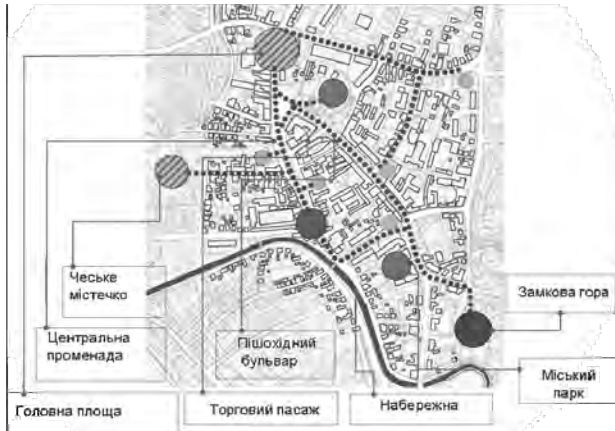 Чеське
містечко
Замкова гора
Центральна
променада
Пішохідний
бульвар
Міський
парк
Головна площа
Торговий пасаж
Набережна